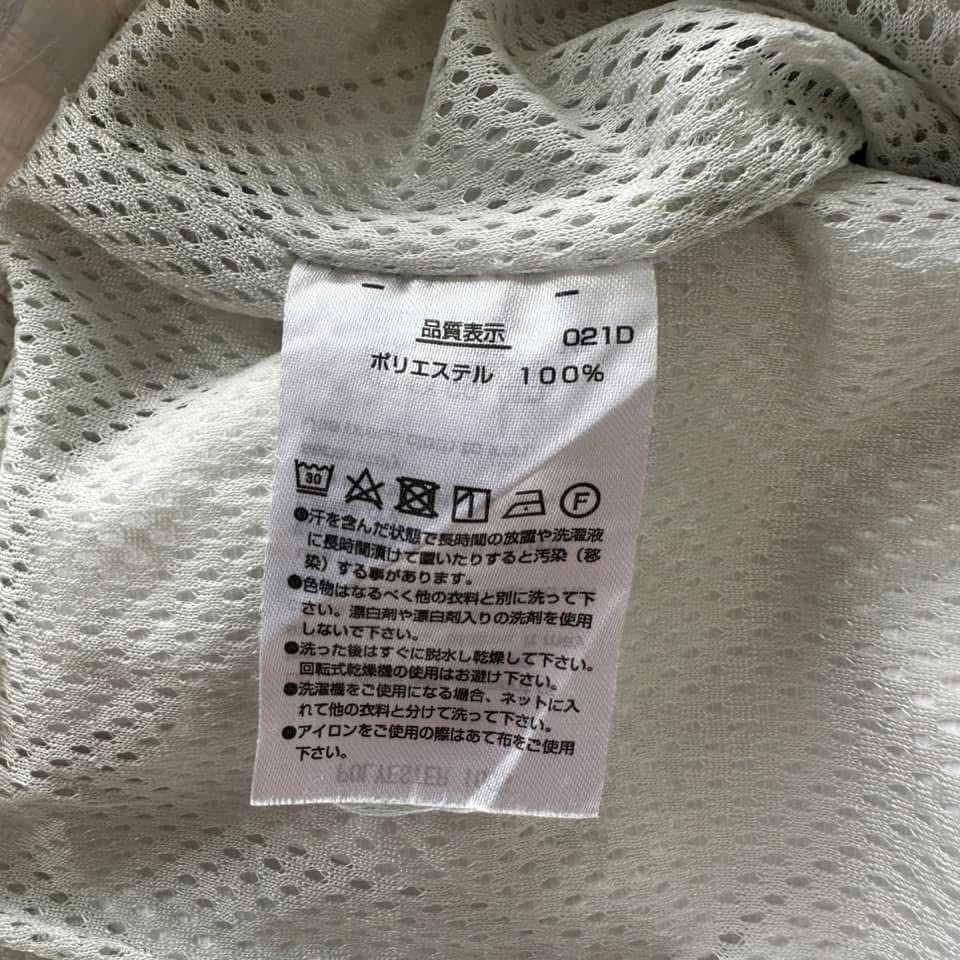 品質表示 021D
ポリエステル 100%
30 F
●汗を含んだ状態で長時間の放置や洗濯液
に長時間漬けて置いたりすると汚染（移
染）する事があります。
●色物はなるべく他の衣料と別に洗って下
さい。漂白剤や漂白剤入りの洗剤を使用
しないで下さい。
●洗った後はすぐに脱水し乾燥して下さい。
回転式乾燥機の使用はお避け下さい。
●洗濯機をご使用になる場合、ネットに入
れて他の衣料と分けて洗って下さい。
●アイロンをご使用の際はあて布をご使用
下さい。
POLYESTER